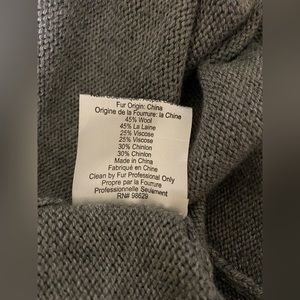 Fur Origin: China
Origine de la Fourrure: la Chine
45% Wool
45% La Laine
25% Viscose
25% Viscose
30% Chinlon
30% Chinlon
Made in China
Fabriqué en Chine
Clean by Fur Professional Only
Propre par la Fourrure
Professionnelle Seulement
RN# 98629